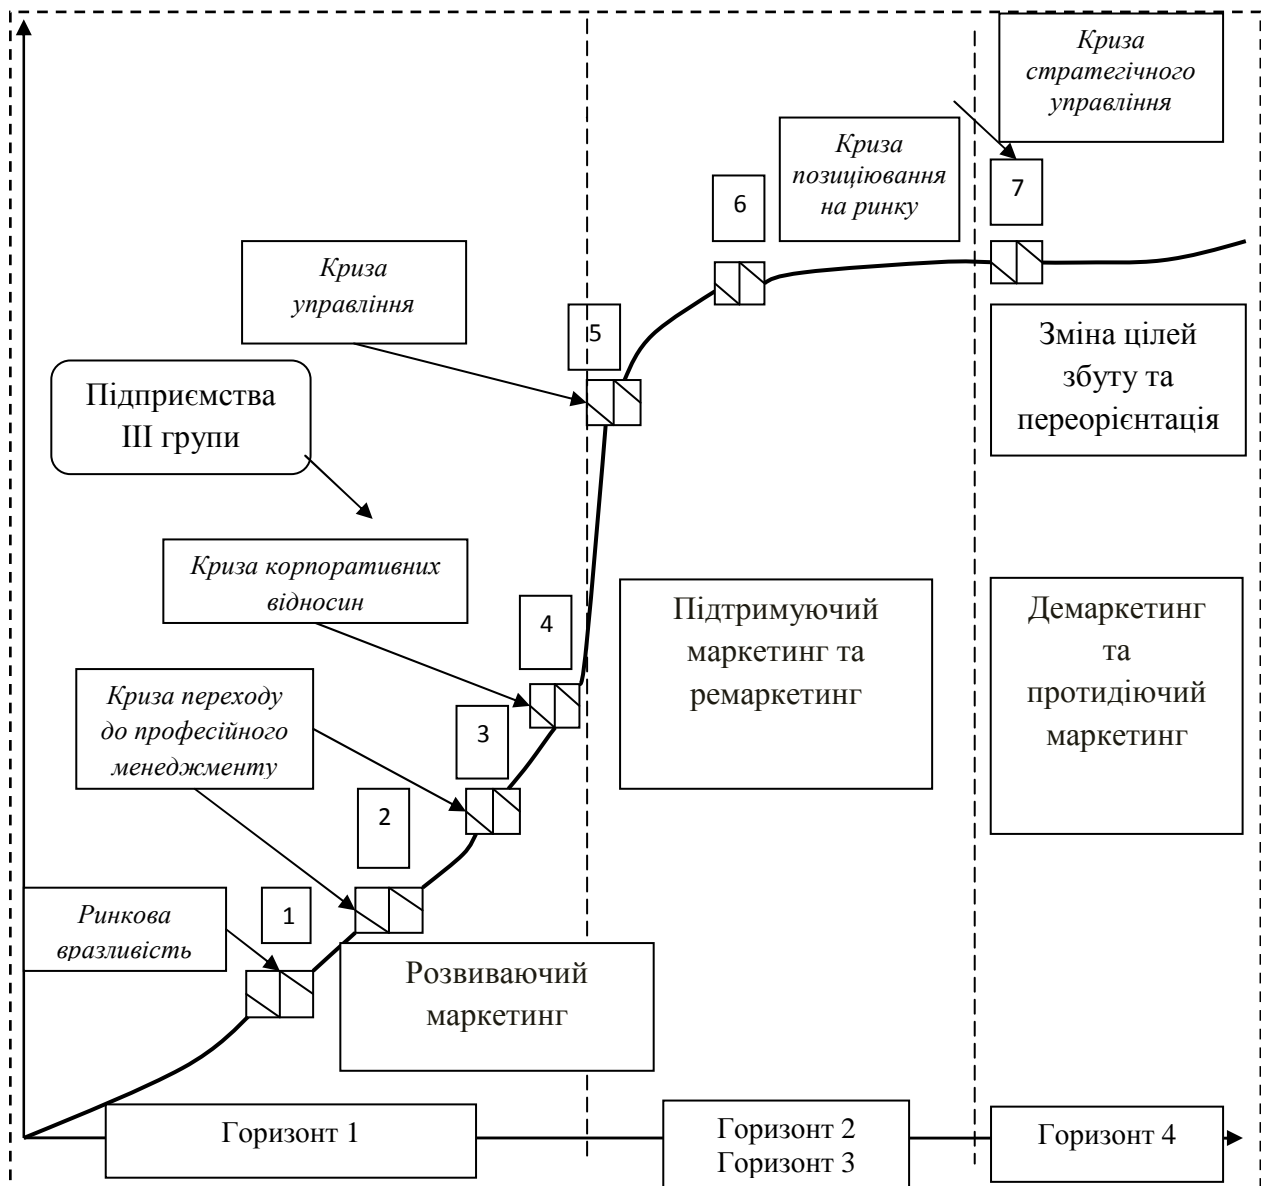 Криза
стратегічного
управління
Криза
позиціювання
на ринку
7
6
Криза
управління
5
Зміна цілей
збуту та
переорієнтація
Підприємства
ІІІ групи
Криза корпоративних
відносин
4
Підтримуючий
маркетинг та
ремаркетинг
Демаркетинг
та
протидіючий
маркетинг
Криза переходу
до професійного
менеджменту
3
2
Ринкова
вразливість
1
Розвиваючий
маркетинг
Горизонт 1
Горизонт 2
Горизонт 3
Горизонт 4